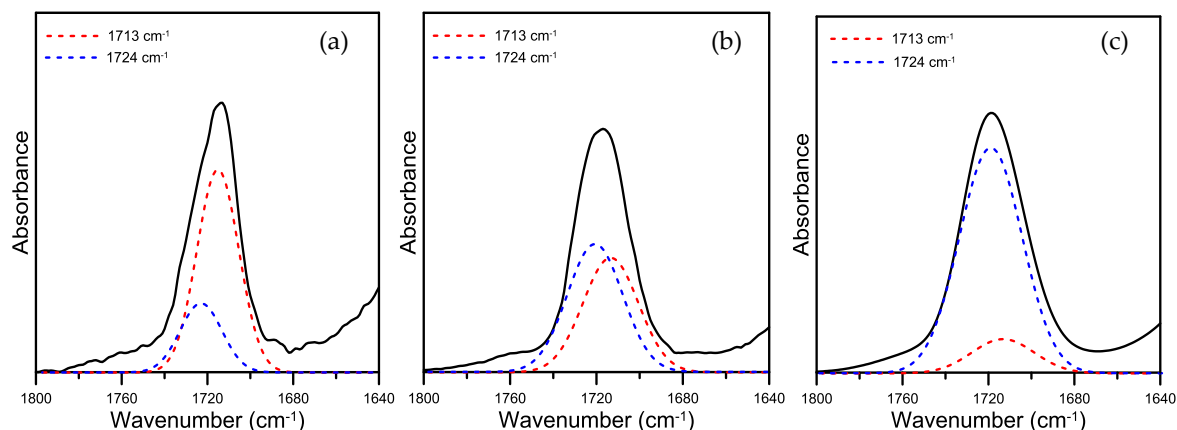 (a)
1713 cm⁻¹
1724 cm⁻¹
Absorbance
1800 1760 1720 1680 1640
Wavenumber (cm⁻¹)
(b)
1713 cm⁻¹
1724 cm⁻¹
Absorbance
1800 1760 1720 1680 1640
Wavenumber (cm⁻¹)
(c)
1713 cm⁻¹
1724 cm⁻¹
Absorbance
1800 1760 1720 1680 1640
Wavenumber (cm⁻¹)